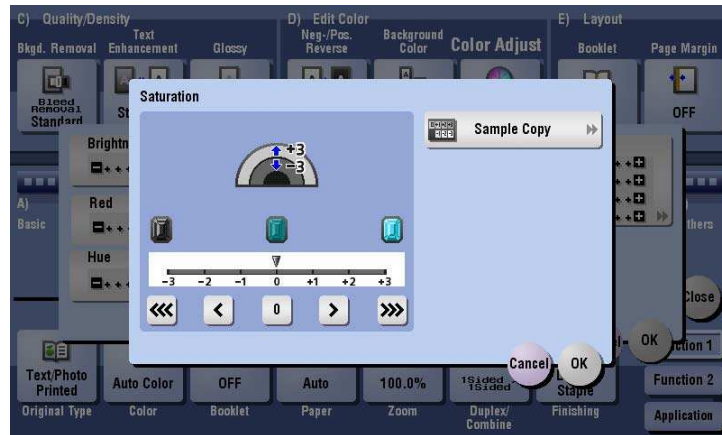 C) Quality/Density
D) Edit Color
E) Layout
Bkgd. Removal
Text
Enhancement
Glossy
Neg-/Pos.
Reverse
Background
Color
Color Adjust
Booklet
Page Margin
Bleed
Removal
Standard
St
OFF
Saturation
+3
-3
Sample Copy
Brightn
A)
Basic
Red
Hue
thers
-3 -2 -1 0 +1 +2 +3
0
Close
Cancel
OK
OK
ction 1
Text/Photo
Printed
Auto Color
OFF
Auto
100.0%
1Sided
1Sided
Staple
Function 2
Original Type
Color
Booklet
Paper
Zoom
Duplex/
Combine
Finishing
Application